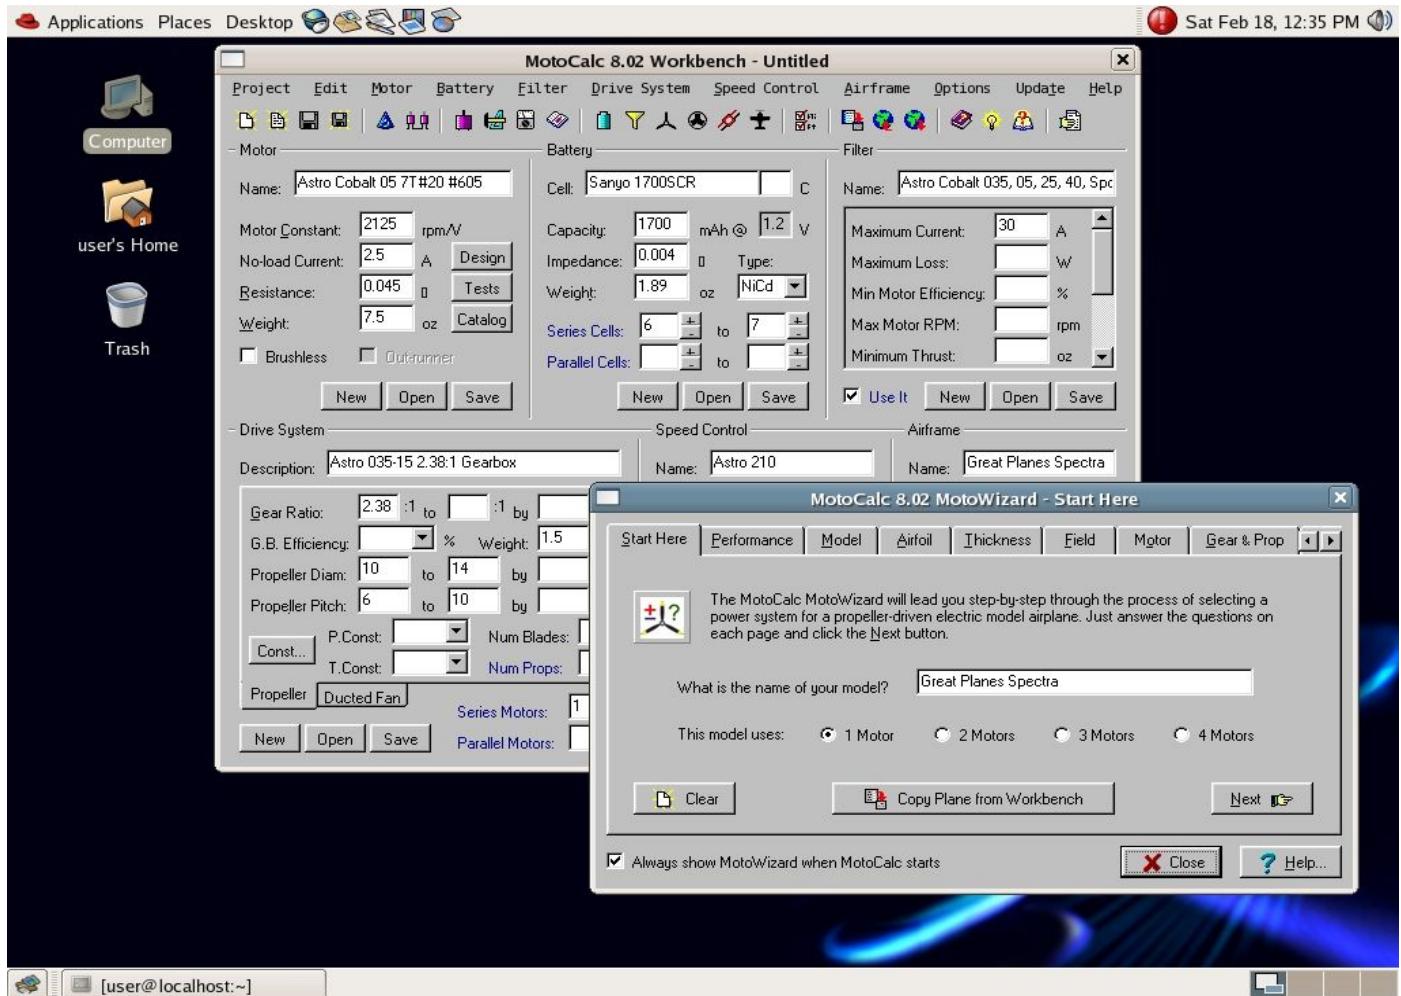 Applications Places Desktop Sat Feb 18, 12:35 PM
Computer
user's Home
Trash
MotoCalc 8.02 Workbench - Untitled
Project Edit Motor Battery Filter Drive System Speed Control Airframe Options Update Help
Motor
Name: Astro Cobalt 05 7T#20 #605
Motor Constant: 2125 rpm/V
No-load Current: 2.5 A Design
Resistance: 0.045 Tests
Weight: 7.5 oz Catalog
Brushless Out-runner
New Open Save
Battery
Cell: Sanyo 1700SCR C
Capacity: 1700 mAh @ 1.2 V
Impedance: 0.004 Type:
Weight: 1.89 oz NiCd
Series Cells: 6 to 7
Parallel Cells: to
New Open Save
Filter
Name: Astro Cobalt 035, 05, 25, 40, Spc
Maximum Current: 30 A
Maximum Loss: W
Min Motor Efficiency: %
Max Motor RPM: rpm
Minimum Thrust: oz
Use It New Open Save
Drive System
Description: Astro 035-15 2.38:1 Gearbox
Gear Ratio: 2.38 :1 to :1 by
G.B. Efficiency: % Weight: 1.5
Propeller Diam: 10 to 14 by
Propeller Pitch: 6 to 10 by
Const... P.Const: Num Blades:
T.Const: Num Props:
Propeller Ducted Fan
Series Motors: 1
New Open Save Parallel Motors:
Speed Control
Name: Astro 210
Airframe
Name: Great Planes Spectra
MotoCalc 8.02 MotoWizard - Start Here
Start Here Performance Model Airfoil Thickness Field Motor Gear & Prop
The MotoCalc MotoWizard will lead you step-by-step through the process of selecting a
power system for a propeller-driven electric model airplane. Just answer the questions on
each page and click the Next button.
What is the name of your model? Great Planes Spectra
This model uses: 1 Motor 2 Motors 3 Motors 4 Motors
Clear Copy Plane from Workbench Next
Always show MotoWizard when MotoCalc starts Close Help...
[user@localhost:~]